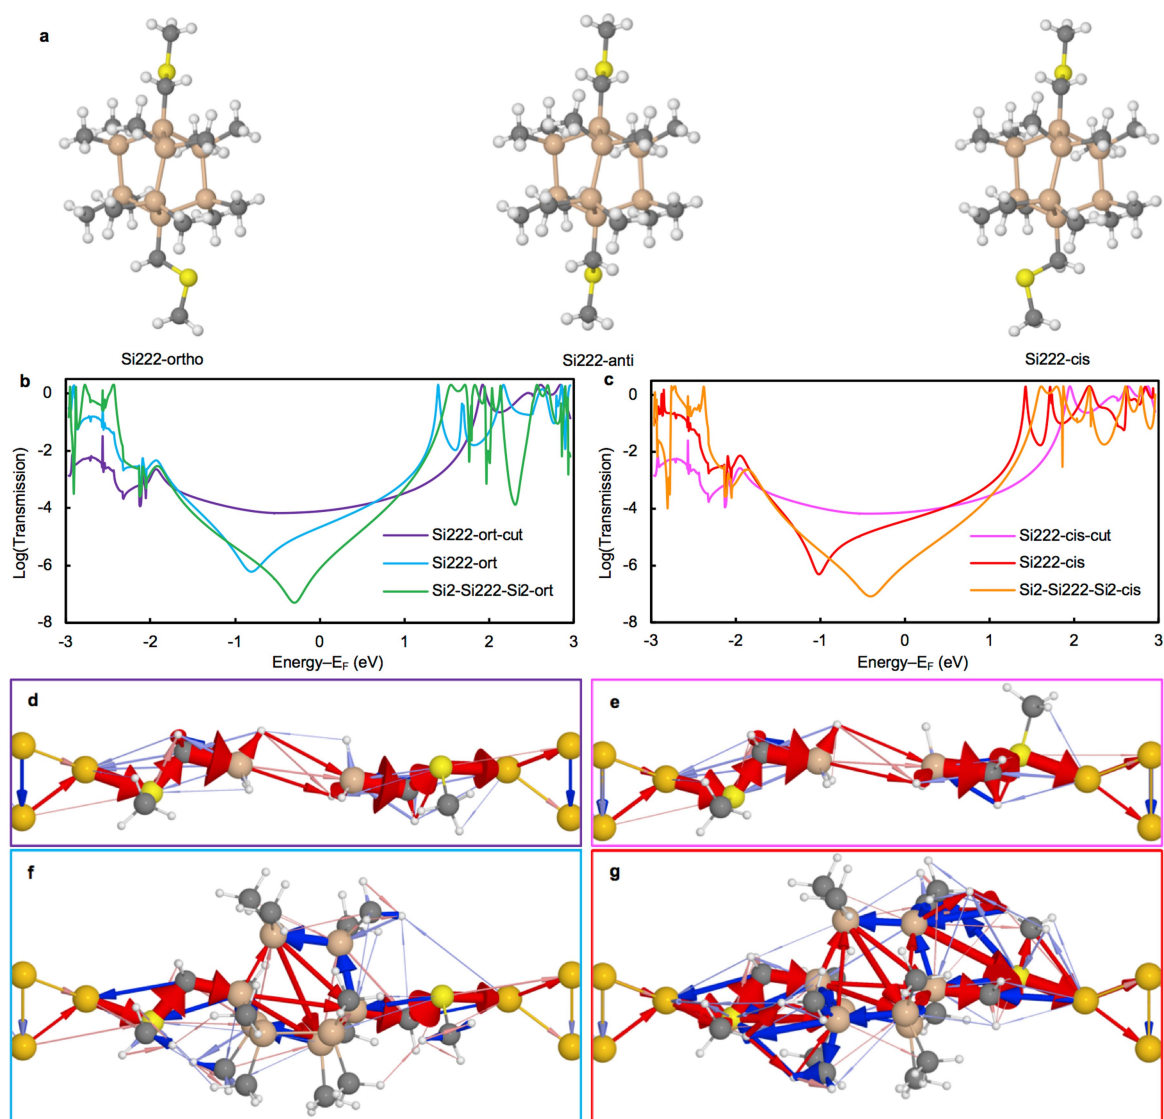 a
Si222-ortho Si222-anti Si222-cis
b
0
-2
-4
-6
-8
Log(Transmission)
Si222-ort-cut
Si222-ort
Si2-Si222-Si2-ort
-3 -2 -1 0 1 2 3
Energy–EF (eV)
c
0
-2
-4
-6
-8
Log(Transmission)
Si222-cis-cut
Si222-cis
Si2-Si222-Si2-cis
-3 -2 -1 0 1 2 3
Energy–EF (eV)
d
e
f
g